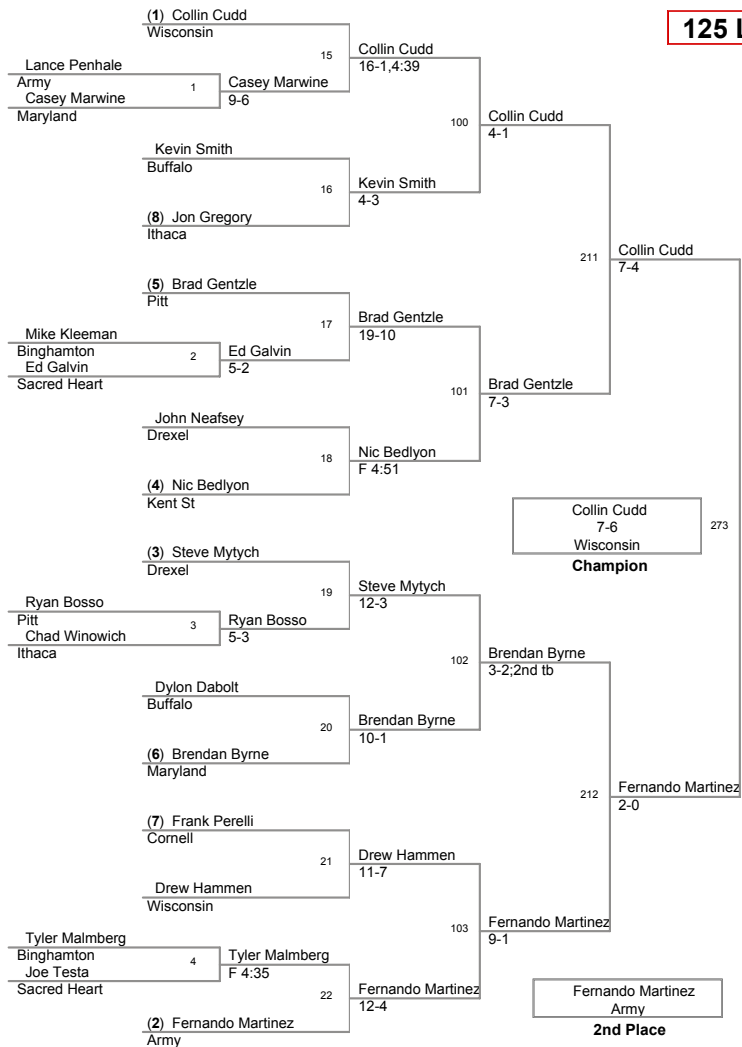 (1) Collin Cudd
Wisconsin
125 L
15
Collin Cudd
16-1,4:39
Lance Penhale
Army
1
Casey Marwine
Maryland
Casey Marwine
9-6
100
Collin Cudd
4-1
Kevin Smith
Buffalo
16
Kevin Smith
4-3
(8) Jon Gregory
Ithaca
211
Collin Cudd
7-4
(5) Brad Gentzle
Pitt
17
Brad Gentzle
19-10
Mike Kleeman
Binghamton
2
Ed Galvin
Sacred Heart
Ed Galvin
5-2
101
Brad Gentzle
7-3
John Neafsey
Drexel
18
Nic Bedlyon
F 4:51
(4) Nic Bedlyon
Kent St
Collin Cudd
7-6
Wisconsin
273
Champion
(3) Steve Mytych
Drexel
19
Steve Mytych
12-3
Ryan Bosso
Pitt
3
Chad Winowich
Ithaca
Ryan Bosso
5-3
102
Brendan Byrne
3-2;2nd tb
Dylon Dabolt
Buffalo
20
Brendan Byrne
10-1
(6) Brendan Byrne
Maryland
212
Fernando Martinez
2-0
(7) Frank Perelli
Cornell
21
Drew Hammen
11-7
Drew Hammen
Wisconsin
103
Fernando Martinez
9-1
Tyler Malmberg
Binghamton
4
Joe Testa
Sacred Heart
Tyler Malmberg
F 4:35
22
Fernando Martinez
12-4
(2) Fernando Martinez
Army
Fernando Martinez
Army
2nd Place